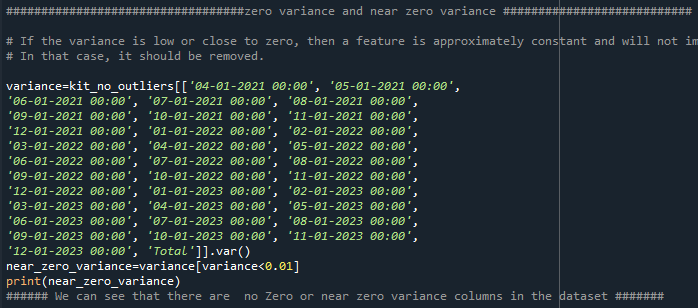 ##################################zero variance and near zero variance ###########################
# If the variance is low or close to zero, then a feature is approximately constant and will not im
# In that case, it should be removed.
variance=kit_no_outliers[['04-01-2021 00:00', '05-01-2021 00:00',
'06-01-2021 00:00', '07-01-2021 00:00', '08-01-2021 00:00',
'09-01-2021 00:00', '10-01-2021 00:00', '11-01-2021 00:00',
'12-01-2021 00:00', '01-01-2022 00:00', '02-01-2022 00:00',
'03-01-2022 00:00', '04-01-2022 00:00', '05-01-2022 00:00',
'06-01-2022 00:00', '07-01-2022 00:00', '08-01-2022 00:00',
'09-01-2022 00:00', '10-01-2022 00:00', '11-01-2022 00:00',
'12-01-2022 00:00', '01-01-2023 00:00', '02-01-2023 00:00',
'03-01-2023 00:00', '04-01-2023 00:00', '05-01-2023 00:00',
'06-01-2023 00:00', '07-01-2023 00:00', '08-01-2023 00:00',
'09-01-2023 00:00', '10-01-2023 00:00', '11-01-2023 00:00',
'12-01-2023 00:00', 'Total']].var()
near_zero_variance=variance[variance<0.01]
print(near_zero_variance)
###### We can see that there are  no Zero or near zero variance columns in the dataset #######